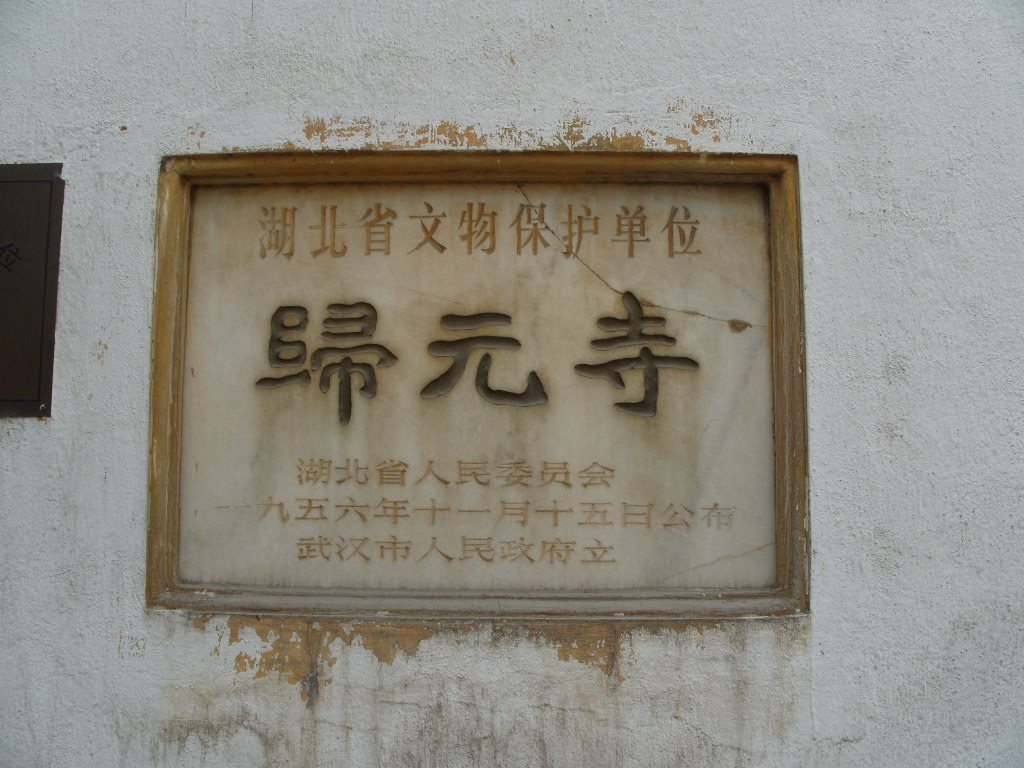 湖北省文物保护单位
歸元寺
湖北省人民委员会
一九五六年十一月十五日公布
武汉市人民政府立
位